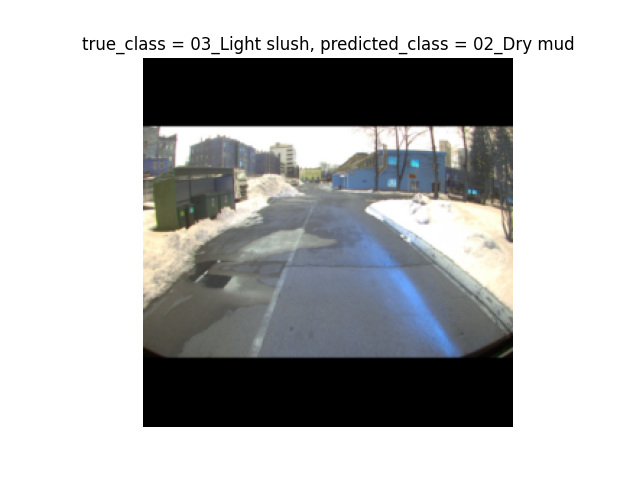 true_class = 03_Light slush, predicted_class = 02_Dry mud